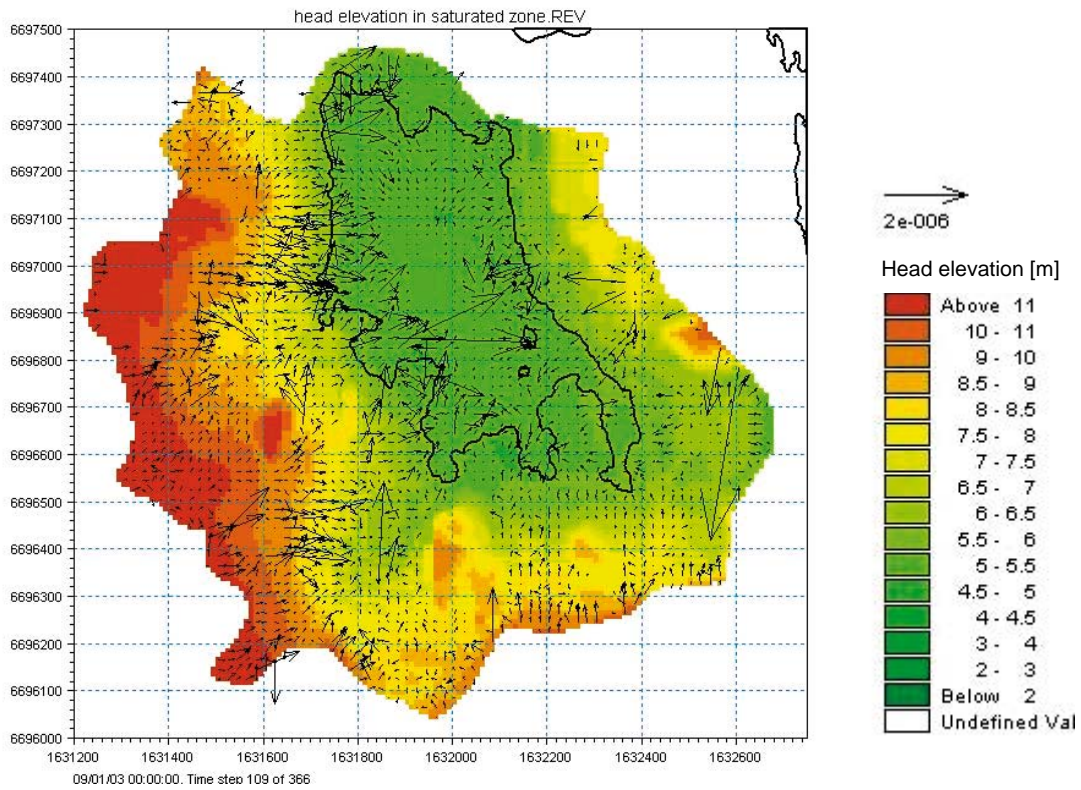 head elevation in saturated zone.REV
6697500
6697400
6697300
6697200
6697100
6697000
6696900
6696800
6696700
6696600
6696500
6696400
6696300
6696200
6696100
6696000
1631200 1631400 1631600 1631800 1632000 1632200 1632400 1632600
09/01/03 00:00:00. Time step 109 of 366
2e-006
Head elevation [m]
Above 11
10 - 11
9 - 10
8.5 - 9
8 - 8.5
7.5 - 8
7 - 7.5
6.5 - 7
6 - 6.5
5.5 - 6
5 - 5.5
4.5 - 5
4 - 4.5
3 - 4
2 - 3
Below 2
Undefined Val